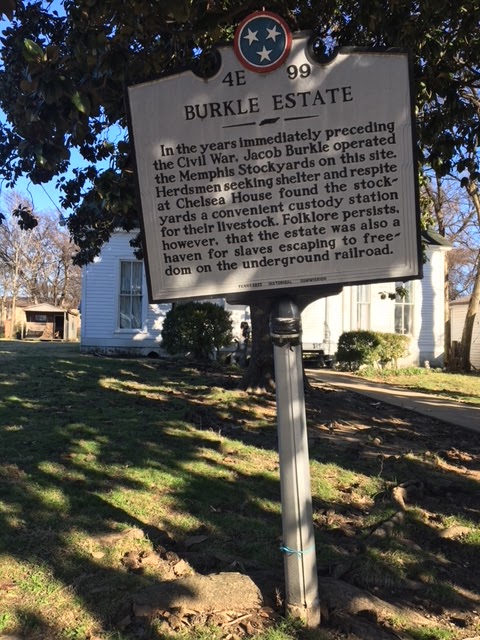 4E 99
BURKLE ESTATE
In the years immediately preceding
the Civil War, Jacob Burkle operated
the Memphis Stockyards on this site.
Herdsmen seeking shelter and respite
at Chelsea House found the stock-
yards a convenient custody station
for their livestock. Folklore persists,
however, that the estate was also a
haven for slaves escaping to free-
dom on the underground railroad.
TENNESSEE HISTORICAL COMMISSION